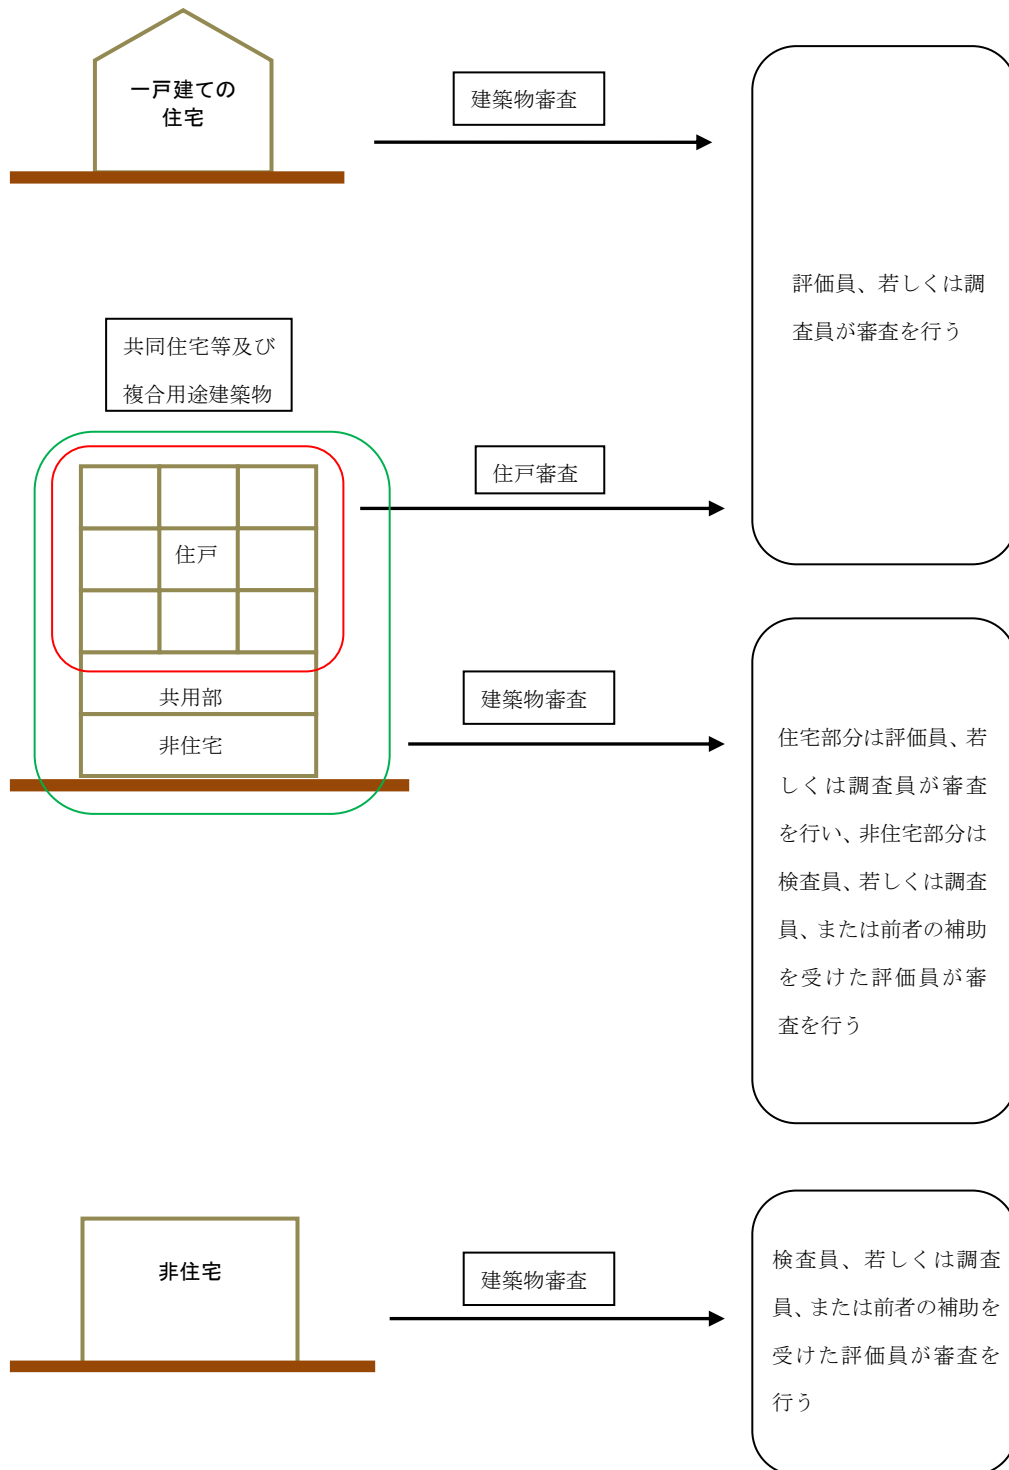 一戸建ての
住宅
建築物審査
評価員、若しくは調
査員が審査を行う
共同住宅等及び
複合用途建築物
住戸審査
住戸
共用部
非住宅
建築物審査
住宅部分は評価員、若
しくは調査員が審査
を行い、非住宅部分は
検査員、若しくは調査
員、または前者の補助
を受けた評価員が審
査を行う
非住宅
建築物審査
検査員、若しくは調査
員、または前者の補助を
受けた評価員が審査を
行う